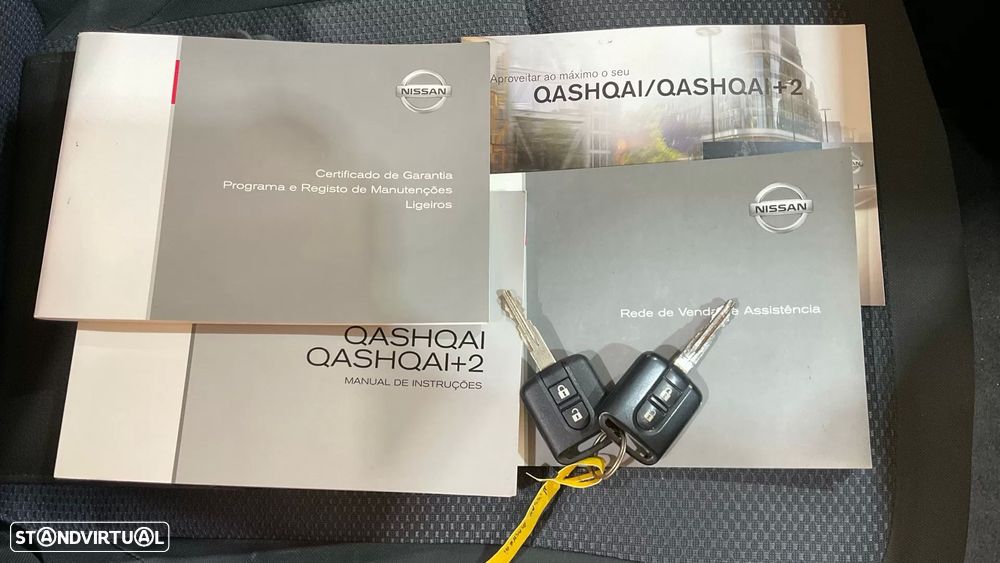 NISSAN
Certificado de Garantia
Programa e Registo de Manutenções
Ligeiros
Aproveitar ao máximo o seu
QASHQAI/QASHQAI+2
NISSAN
Rede de Vendas e Assistência
QASHQAI
QASHQAI+2
MANUAL DE INSTRUÇÕES
STANDVIRTUAL